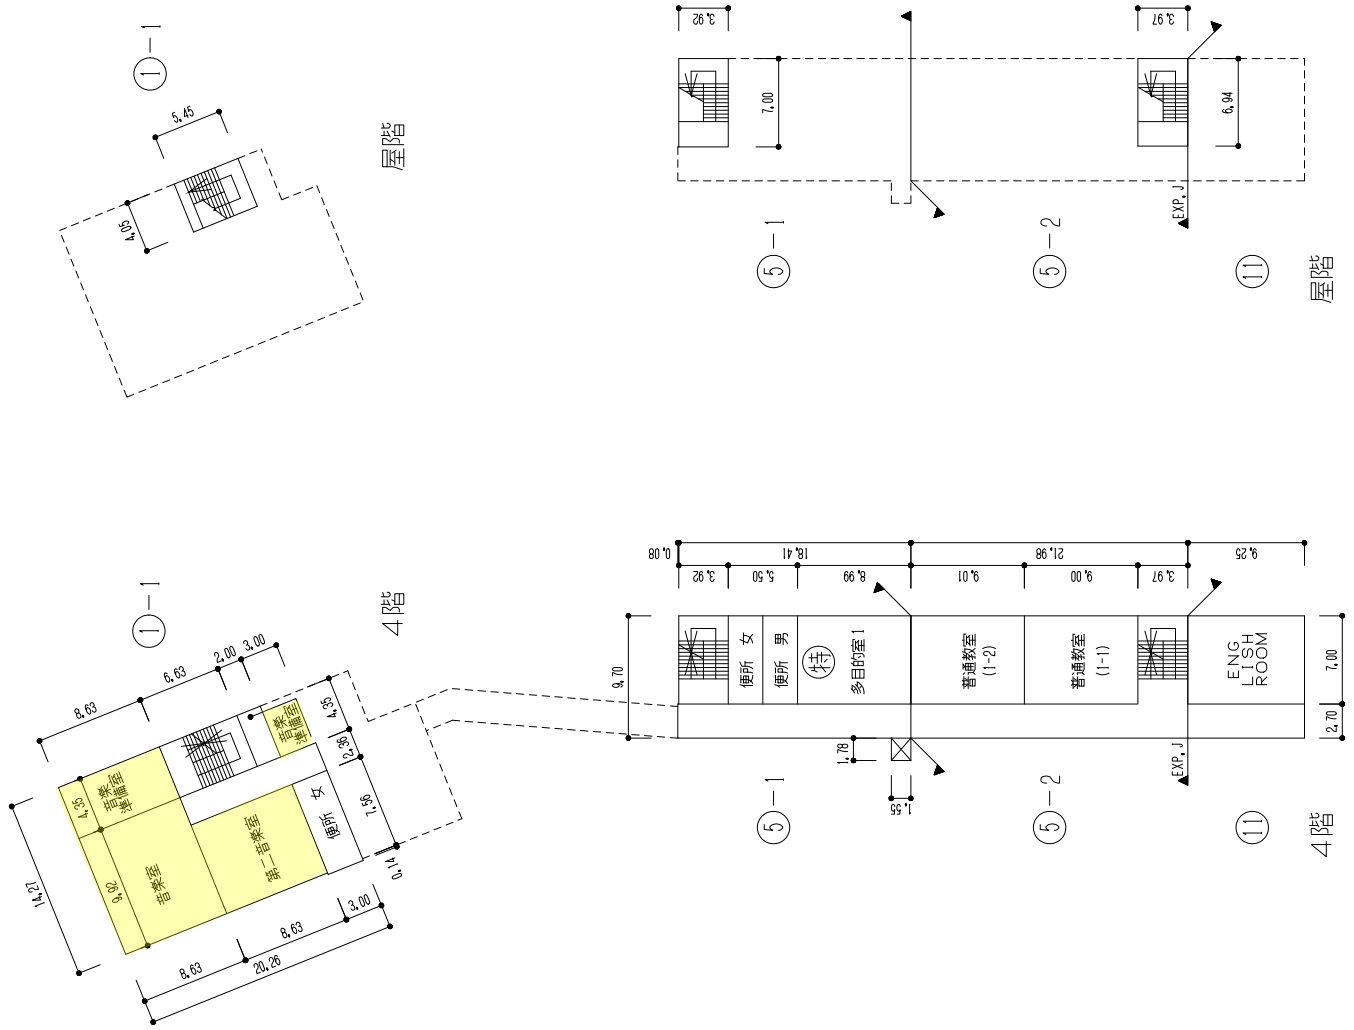 ①-1
5.45
4.05
屋階
3.92
3.97
7.00
6.94
EXP.J
⑤-1
⑤-2
⑪
屋階
①-1
4階
8.63
6.63
2.00
3.00
4.35
2.36
7.56
0.14
14.27
4.35
9.92
音楽室
音楽
準備室
音楽
準備室
第二音楽室
便所 女
8.63
8.63
3.00
20.26
0.08
18.41
21.98
9.25
3.92
5.50
8.99
9.01
9.00
3.97
9.70
便所 女
便所 男
特
多目的室1
普通教室
(1-2)
普通教室
(1-1)
ENG
LISH
ROOM
7.00
2.70
1.78
1.55
EXP.J
⑤-1
⑤-2
⑪
4階